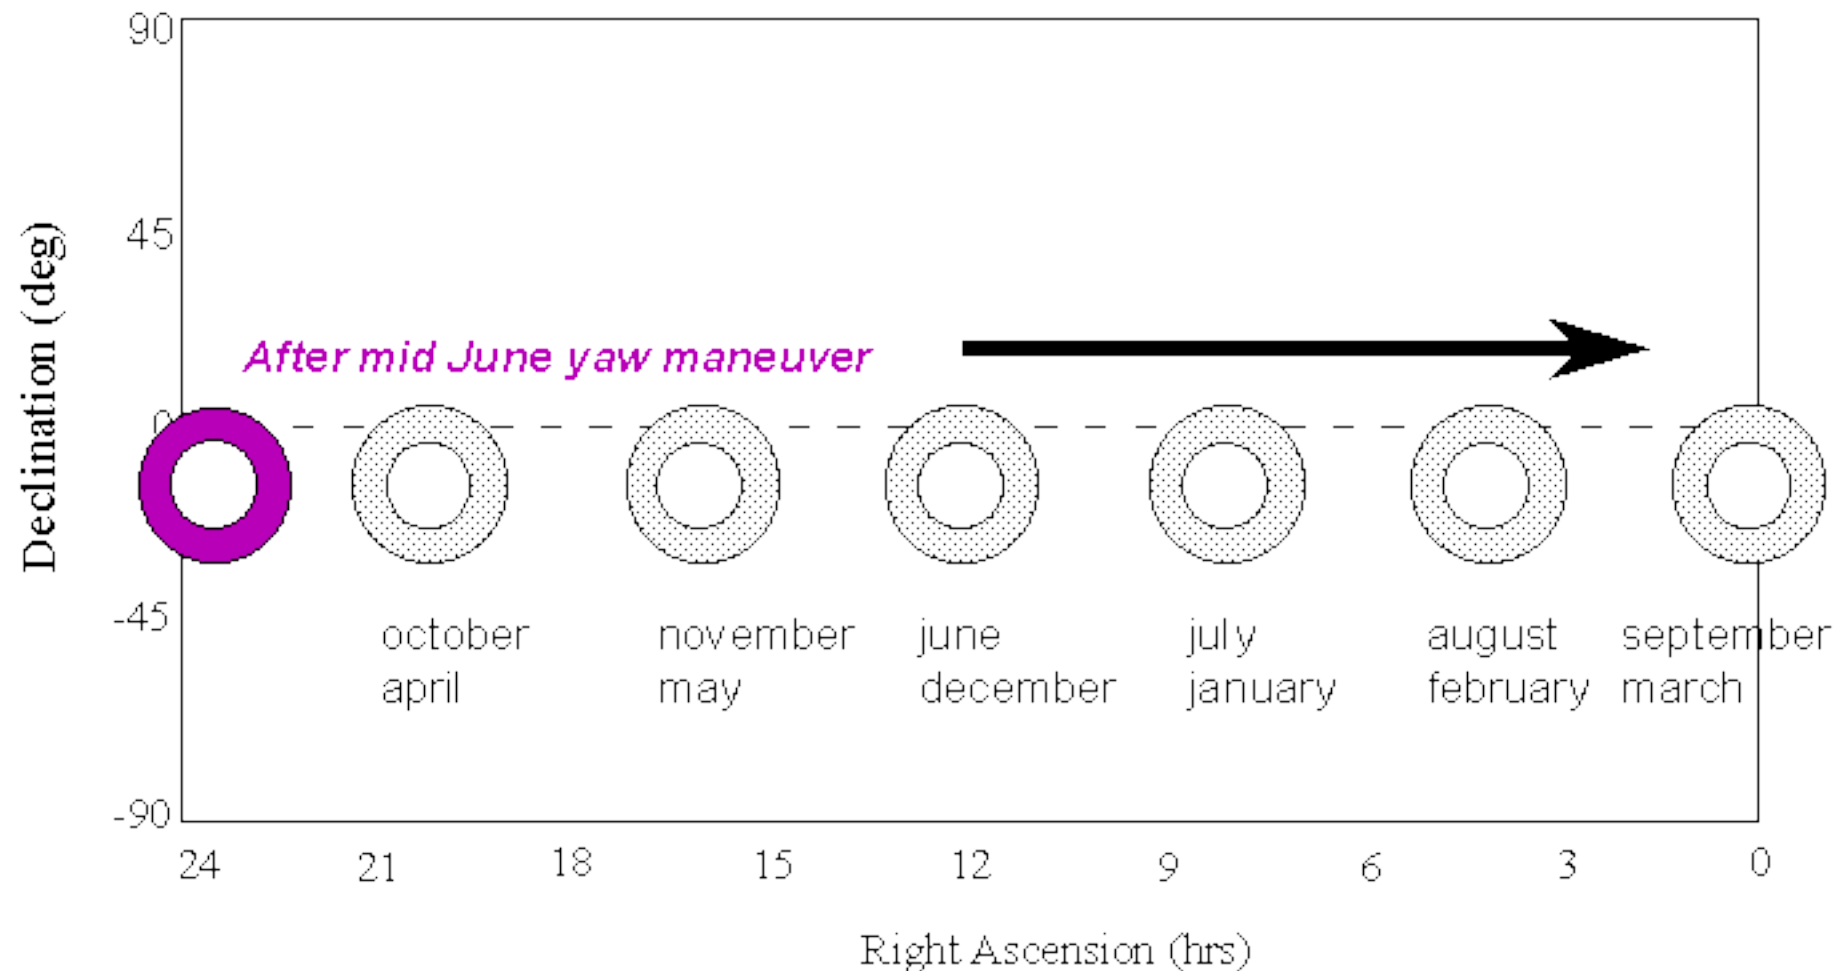 90
45
0
-45
-90
Declination (deg)
After mid June yaw maneuver
october
april
november
may
june
december
july
january
august
february
september
march
24 21 18 15 12 9 6 3 0
Right Ascension (hrs)